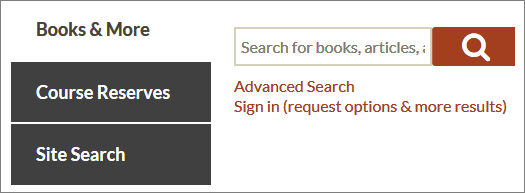 Books & More
Search for books, articles, a
Advanced Search
Sign in (request options & more results)
Course Reserves
Site Search